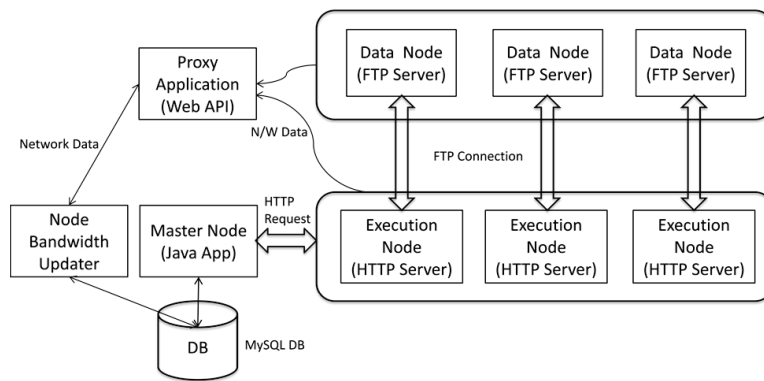 Proxy
Application
(Web API)
Data Node
(FTP Server)
Data Node
(FTP Server)
Data Node
(FTP Server)
Network Data
N/W Data
FTP Connection
HTTP
Request
Node
Bandwidth
Updater
Master Node
(Java App)
Execution
Node
(HTTP Server)
Execution
Node
(HTTP Server)
Execution
Node
(HTTP Server)
DB
MySQL DB